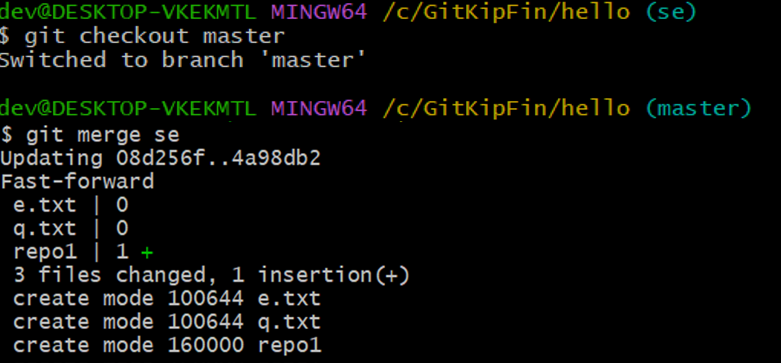 dev@DESKTOP-VKEKMTL MINGW64 /c/GitKipFin/hello (se)
$ git checkout master
Switched to branch 'master'
dev@DESKTOP-VKEKMTL MINGW64 /c/GitKipFin/hello (master)
$ git merge se
Updating 08d256f..4a98db2
Fast-forward
 e.txt | 0
 q.txt | 0
 repo1 | 1 +
 3 files changed, 1 insertion(+)
 create mode 100644 e.txt
 create mode 100644 q.txt
 create mode 160000 repo1